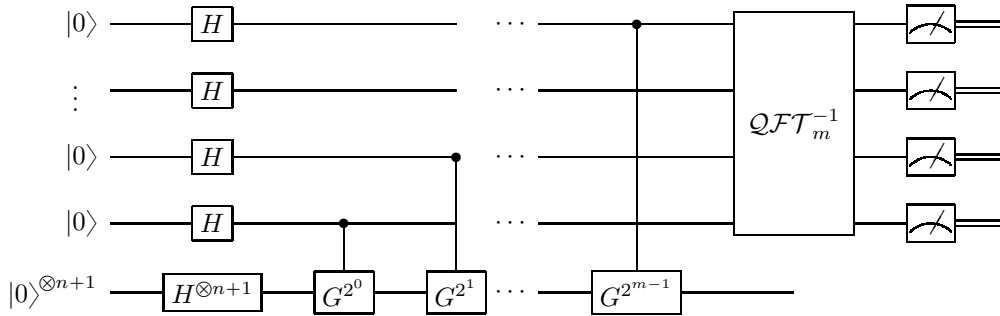 |0⟩ H ⋯
⋮ H ⋯ QFT_m^{-1}
|0⟩ H ⋯
|0⟩ H ⋯
|0⟩^{⊗n+1} H^{⊗n+1} G^{2^0} G^{2^1} ⋯ G^{2^{m-1}}